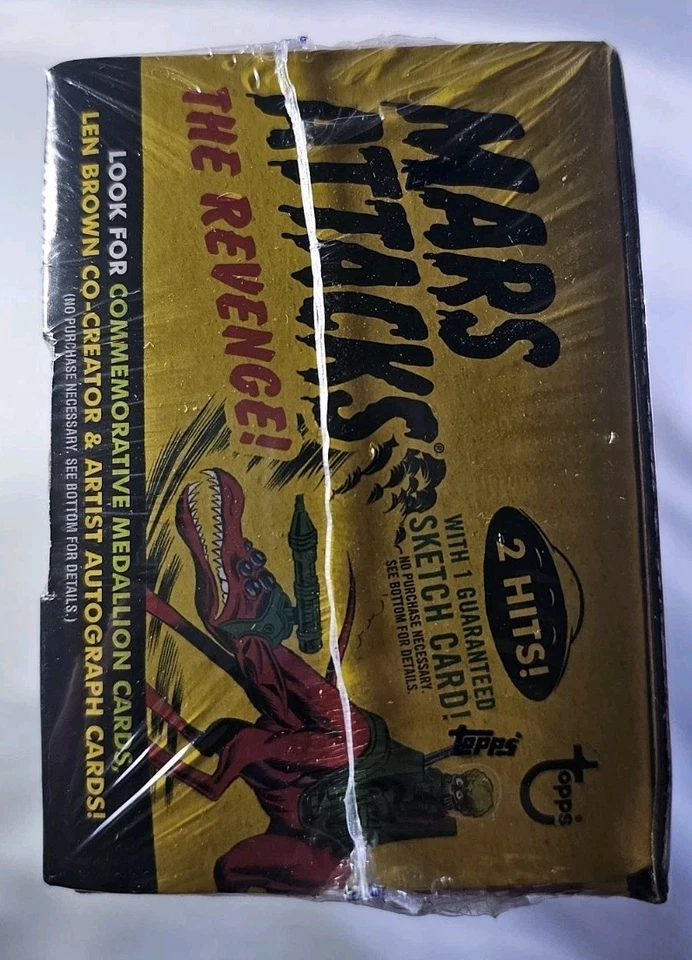 MARS
ATTACKS®
THE REVENGE!
2 HITS!
WITH 1 GUARANTEED
SKETCH CARD!
NO PURCHASE NECESSARY.
SEE BOTTOM FOR DETAILS.
topps
topps
LOOK FOR COMMEMORATIVE MEDALLION CARDS,
LEN BROWN CO-CREATOR & ARTIST AUTOGRAPH CARDS!
(NO PURCHASE NECESSARY. SEE BOTTOM FOR DETAILS.)